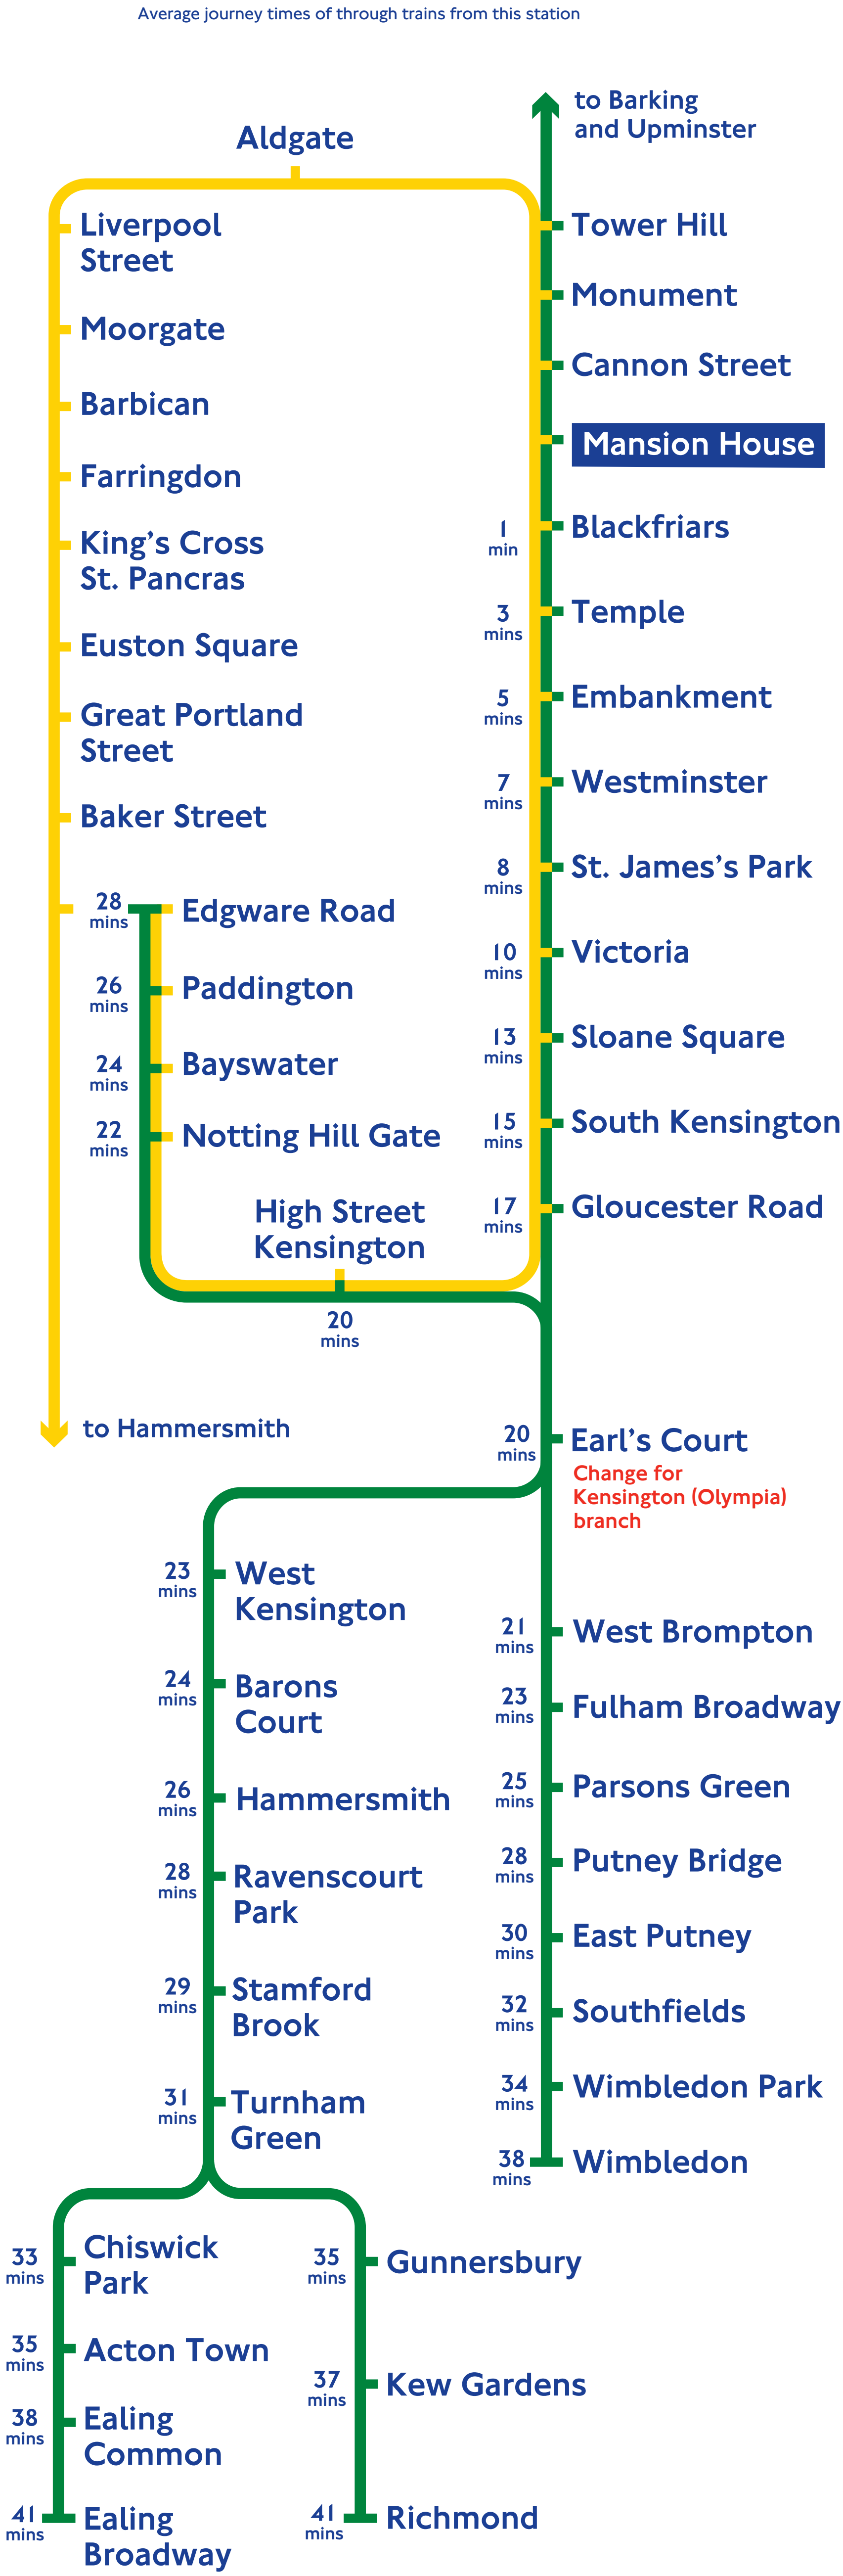 Average journey times of through trains from this station
to Barking
and Upminster
Aldgate
Liverpool
Street
Moorgate
Barbican
Farringdon
King's Cross
St. Pancras
Euston Square
Great Portland
Street
Baker Street
28
mins
Edgware Road
26
mins
Paddington
24
mins
Bayswater
22
mins
Notting Hill Gate
High Street
Kensington
20
mins
to Hammersmith
Tower Hill
Monument
Cannon Street
Mansion House
1
min
Blackfriars
3
mins
Temple
5
mins
Embankment
7
mins
Westminster
8
mins
St. James's Park
10
mins
Victoria
13
mins
Sloane Square
15
mins
South Kensington
17
mins
Gloucester Road
20
mins
Earl's Court
Change for
Kensington (Olympia)
branch
23
mins
West
Kensington
24
mins
Barons
Court
26
mins
Hammersmith
28
mins
Ravenscourt
Park
29
mins
Stamford
Brook
31
mins
Turnham
Green
21
mins
West Brompton
23
mins
Fulham Broadway
25
mins
Parsons Green
28
mins
Putney Bridge
30
mins
East Putney
32
mins
Southfields
34
mins
Wimbledon Park
38
mins
Wimbledon
33
mins
Chiswick
Park
35
mins
Acton Town
38
mins
Ealing
Common
41
mins
Ealing
Broadway
35
mins
Gunnersbury
37
mins
Kew Gardens
41
mins
Richmond